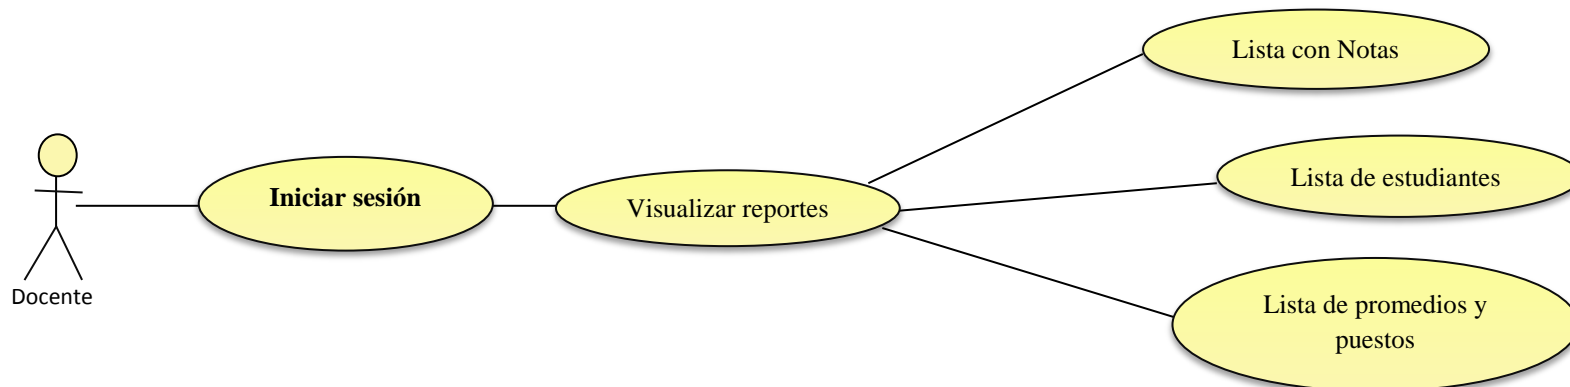 Lista con Notas
Lista de estudiantes
Iniciar sesión
Visualizar reportes
Docente
Lista de promedios y
puestos